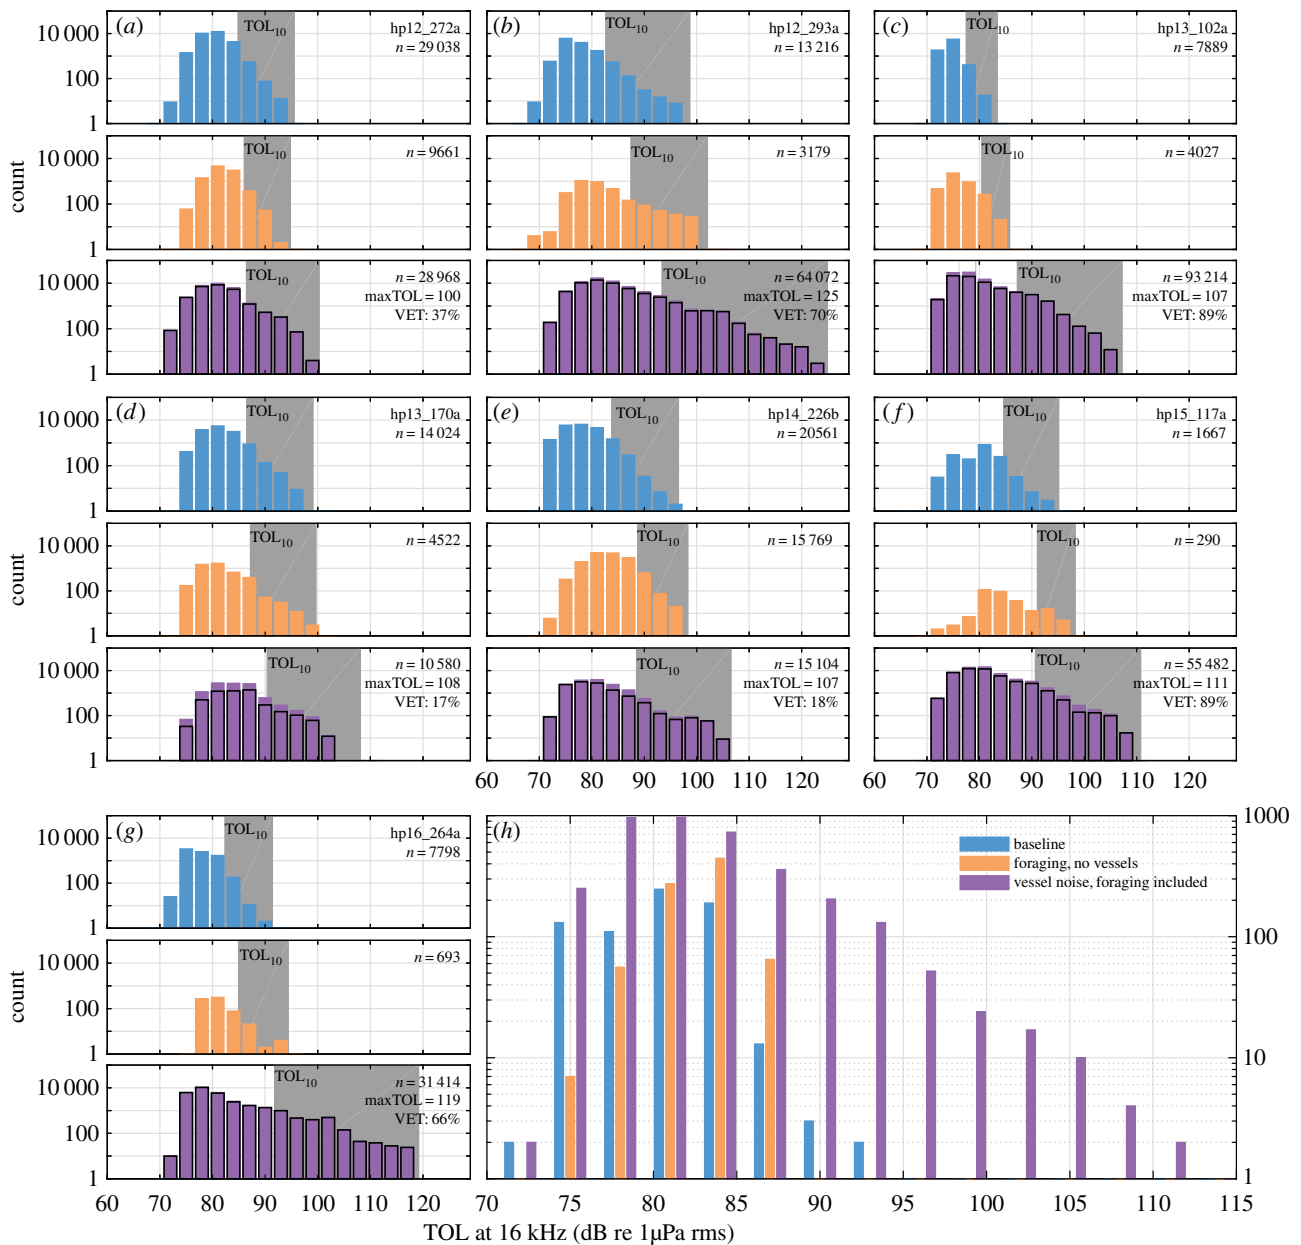 (a) TOL10 hp12_272a
n = 29 038
10 000
100
1
TOL10 n = 9661
10 000
100
1
TOL10 n = 28 968
maxTOL = 100
VET: 37%
10 000
100
1
count
(b) TOL10 hp12_293a
n = 13 216
TOL10 n = 3179
TOL10 n = 64 072
maxTOL = 125
VET: 70%
(c) TOL10 hp13_102a
n = 7889
TOL10 n = 4027
TOL10 n = 93 214
maxTOL = 107
VET: 89%
(d) TOL10 hp13_170a
n = 14 024
10 000
100
1
TOL10 n = 4522
10 000
100
1
TOL10 n = 10 580
maxTOL = 108
VET: 17%
10 000
100
1
count
(e) TOL10 hp14_226b
n = 20561
TOL10 n = 15 769
TOL10 n = 15 104
maxTOL = 107
VET: 18%
60 70 80 90 100 110 120
(f) TOL10 hp15_117a
n = 1667
TOL10 n = 290
TOL10 n = 55 482
maxTOL = 111
VET: 89%
60 70 80 90 100 110 120
(g) TOL10 hp16_264a
n = 7798
10 000
100
1
TOL10 n = 693
10 000
100
1
TOL10 n = 31 414
maxTOL = 119
VET: 66%
10 000
100
1
count
60 70 80 90 100 110 120
(h)
baseline
foraging, no vessels
vessel noise, foraging included
1000
100
10
1
70 75 80 85 90 95 100 105 110 115
TOL at 16 kHz (dB re 1µPa rms)